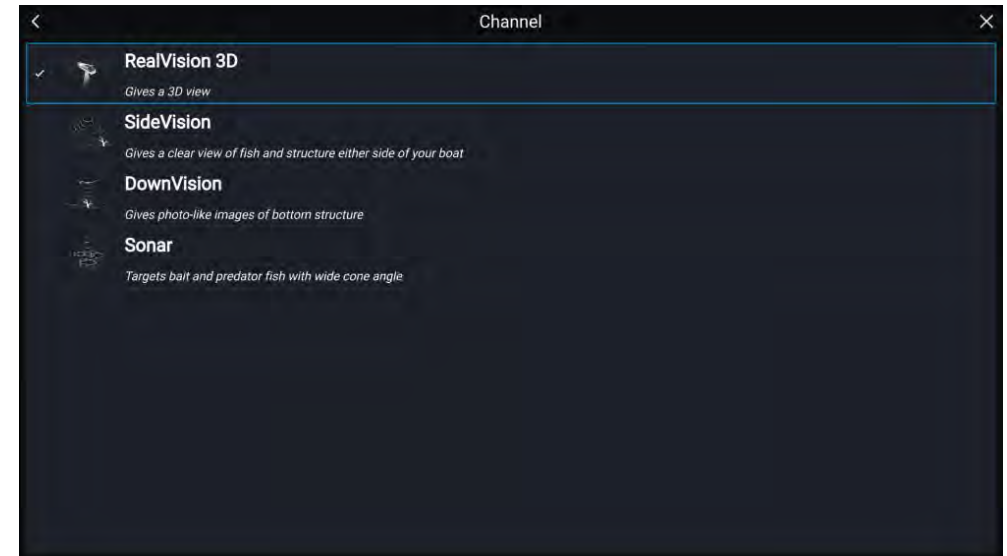 Channel
RealVision 3D
Gives a 3D view
SideVision
Gives a clear view of fish and structure either side of your boat
DownVision
Gives photo-like images of bottom structure
Sonar
Targets bait and predator fish with wide cone angle